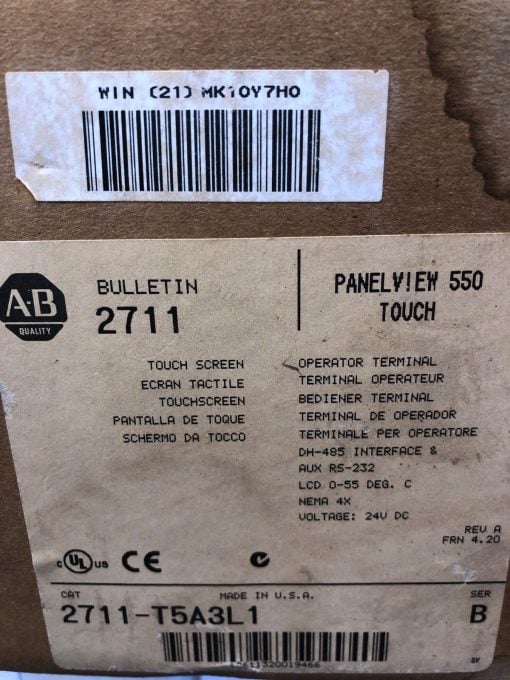 WIN (21) MK10Y7H0
A·B
QUALITY
BULLETIN
2711
PANELVIEW 550
TOUCH
TOUCH SCREEN
ECRAN TACTILE
TOUCHSCREEN
PANTALLA DE TOQUE
SCHERMO DA TOCCO
OPERATOR TERMINAL
TERMINAL OPERATEUR
BEDIENER TERMINAL
TERMINAL DE OPERADOR
TERMINALE PER OPERATORE
DH-485 INTERFACE &
AUX RS-232
LCD 0-55 DEG. C
NEMA 4X
VOLTAGE: 24V DC
REV A
FRN 4.20
c UL us CE
CAT
MADE IN U.S.A.
SER
2711-T5A3L1
B
SV